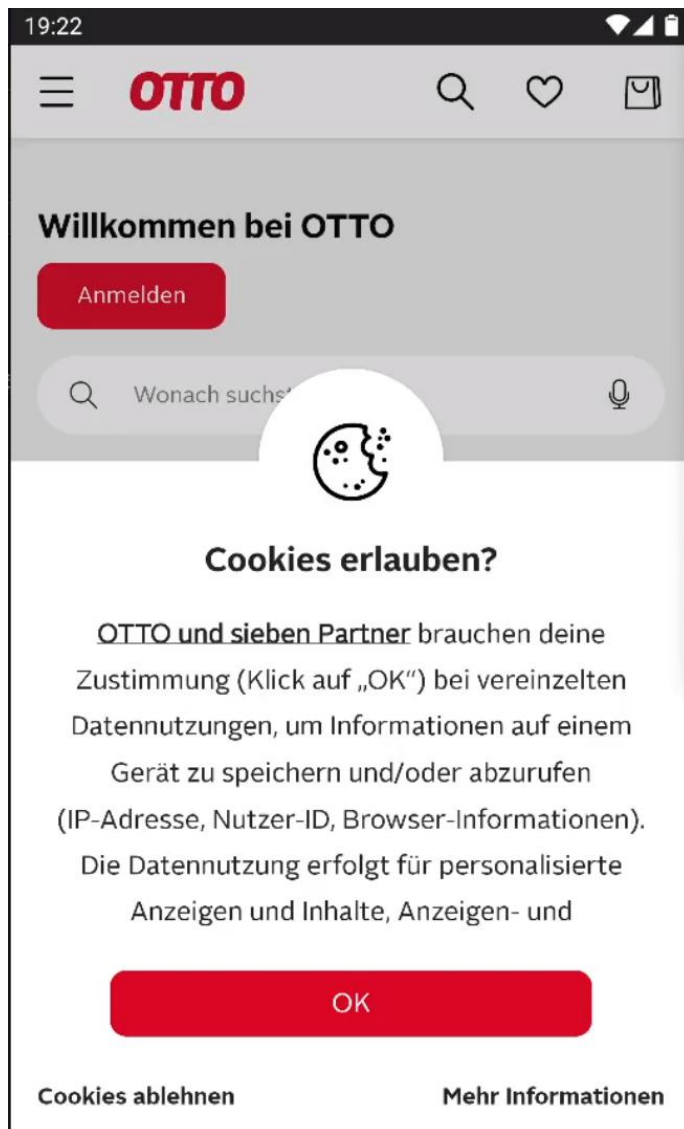 19:22
OTTO
Willkommen bei OTTO
Anmelden
Wonach suchst
Cookies erlauben?
OTTO und sieben Partner brauchen deine
Zustimmung (Klick auf „OK“) bei vereinzelten
Datennutzungen, um Informationen auf einem
Gerät zu speichern und/oder abzurufen
(IP-Adresse, Nutzer-ID, Browser-Informationen).
Die Datennutzung erfolgt für personalisierte
Anzeigen und Inhalte, Anzeigen- und
OK
Cookies ablehnen
Mehr Informationen